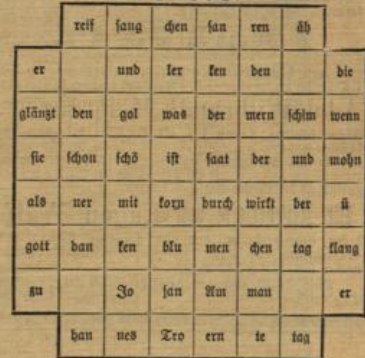 reif sang chen san ren äh
er und ler ken den die
glänzt den gol was der mern schim wenn
sie schon schö ist saat der und mohn
als ner mit korn durch wirkt der ü
gott dan ken blu men chen tag klang
zu Jo jan Am man er
han nes Tro ern te tag